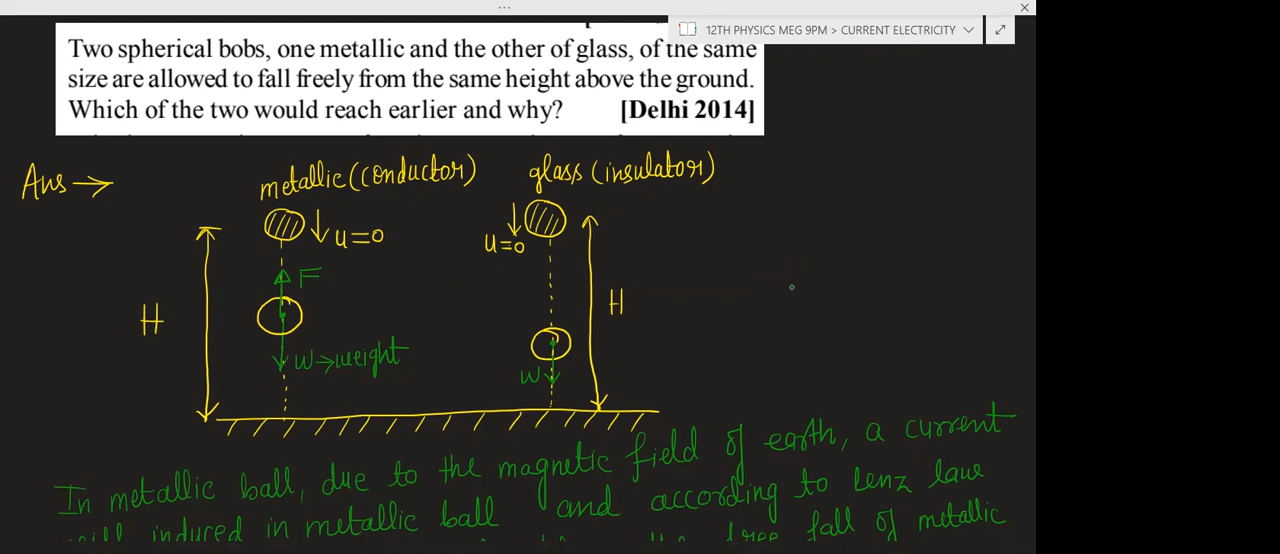 12TH PHYSICS MEG 9PM > CURRENT ELECTRICITY
Two spherical bobs, one metallic and the other of glass, of the same
size are allowed to fall freely from the same height above the ground.
Which of the two would reach earlier and why? [Delhi 2014]
Ans →
metallic (conductor)
glass (insulator)
u=0
u=0
F
H
H
W→weight
W
In metallic ball, due to the magnetic field of earth, a current
will induced in metallic ball and according to Lenz law
free fall of metallic